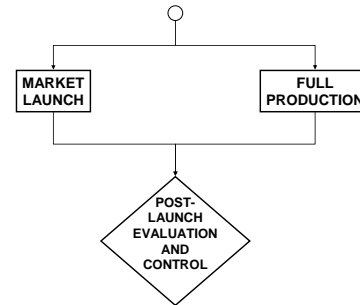 MARKET
LAUNCH
FULL
PRODUCTION
POST-
LAUNCH
EVALUATION
AND
CONTROL